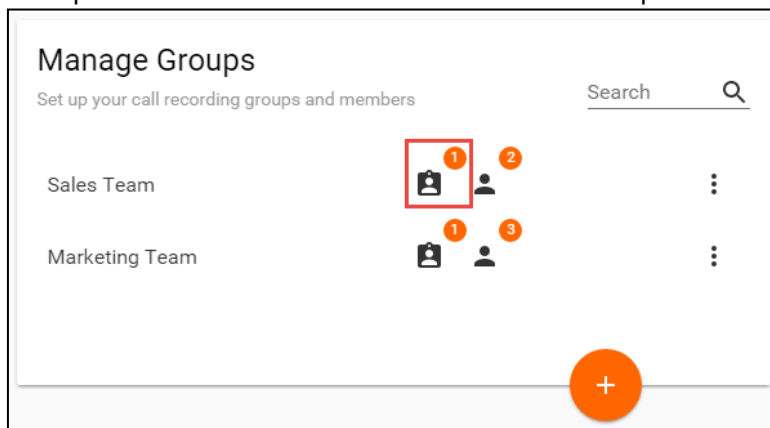 Manage Groups
Set up your call recording groups and members
Search
Sales Team
1
2
Marketing Team
1
3
+